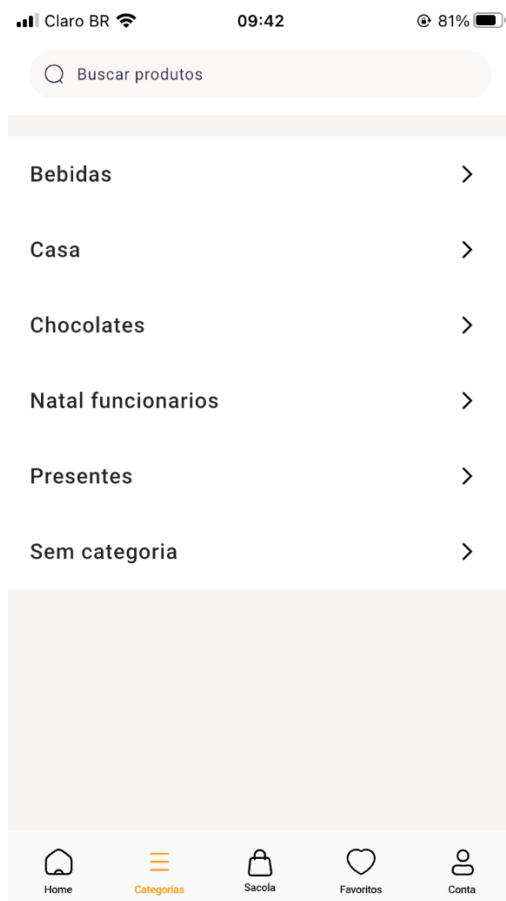 Claro BR 09:42 81%
Buscar produtos
Bebidas
Casa
Chocolates
Natal funcionarios
Presentes
Sem categoria
Home Categorias Sacola Favoritos Conta